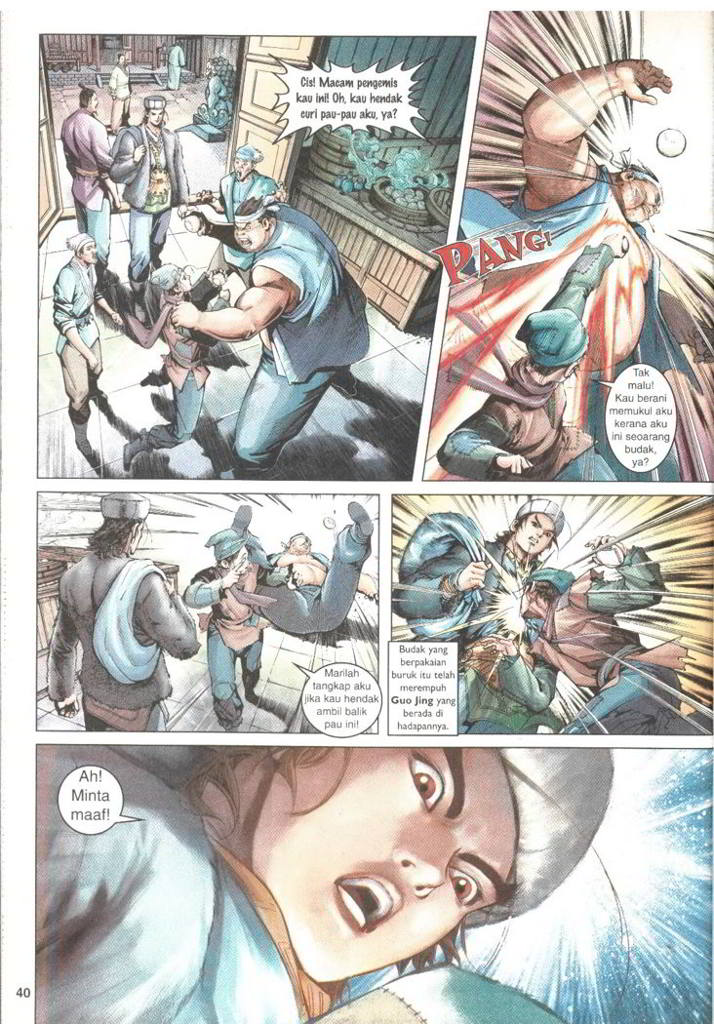 Cis! Macam pengemis
kau ini! Oh, kau hendak
curi pau-pau aku, ya?
PANG!
Tak
malu!
Kau berani
memukul aku
kerana aku
ini seoarang
budak,
ya?
Marilah
tangkap aku
jika kau hendak
ambil balik
pau ini!
Budak yang
berpakaian
buruk itu telah
merempuh
Guo Jing yang
berada di
hadapannya.
Ah!
Minta
maaf!
40